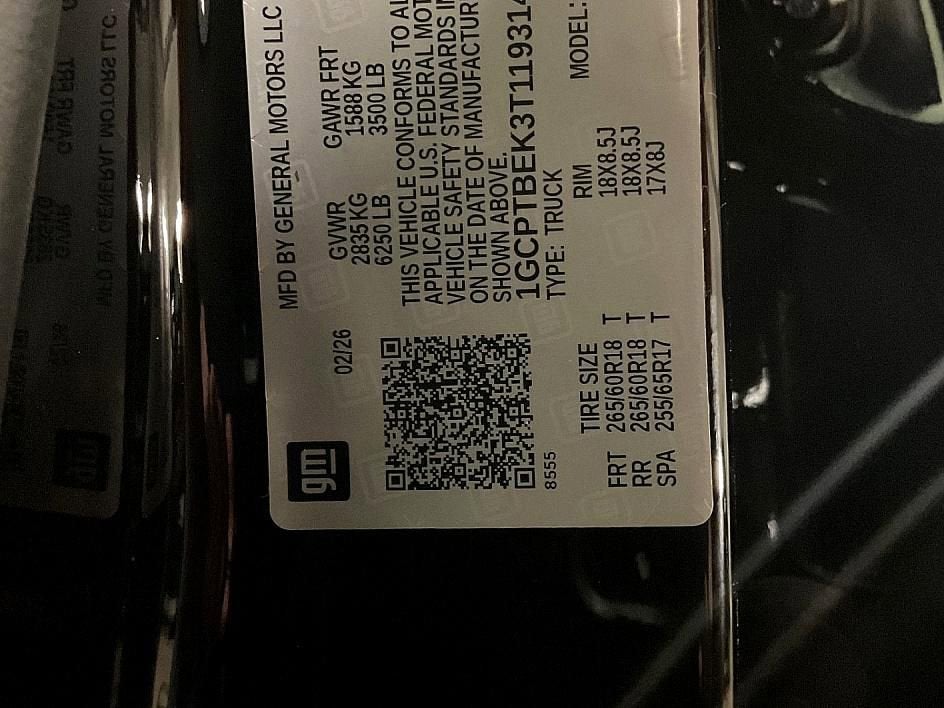 gm
MFD BY GENERAL MOTORS LLC
02/26
GVWR GAWR FRT
2835 KG 1588 KG
6250 LB 3500 LB
THIS VEHICLE CONFORMS TO AL
APPLICABLE U.S. FEDERAL MOT
VEHICLE SAFETY STANDARDS IN
ON THE DATE OF MANUFACTUR
SHOWN ABOVE.
1GCPTBEK3T1119314
TYPE: TRUCK MODEL:
8555
TIRE SIZE RIM
FRT 265/60R18 T 18X8.5J
RR 265/60R18 T 18X8.5J
SPA 255/65R17 T 17X8J